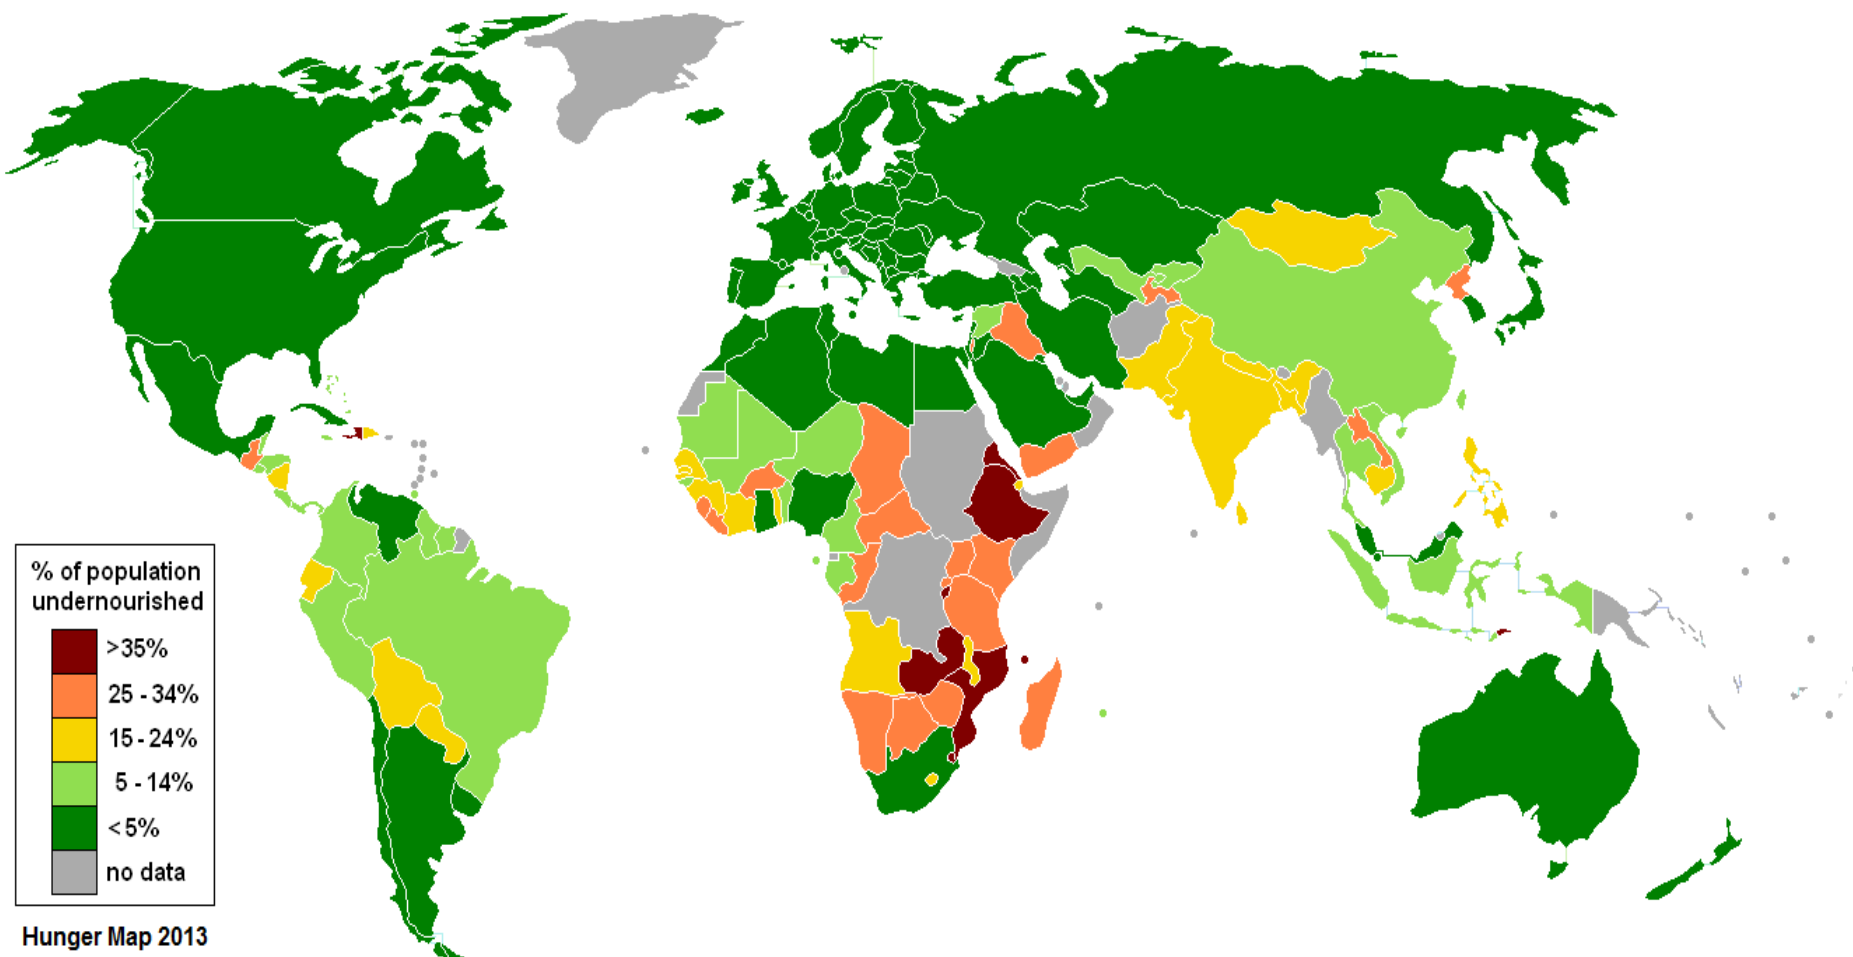 % of population
undernourished
>35%
25 - 34%
15 - 24%
5 - 14%
<5%
no data
Hunger Map 2013